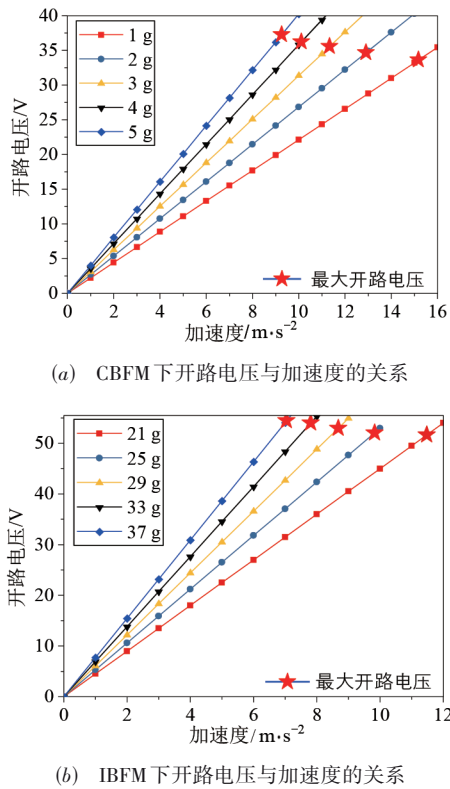 40
35
30
25
20
15
10
5
0
开路电压/V
1 g
2 g
3 g
4 g
5 g
最大开路电压
0 2 4 6 8 10 12 14 16
加速度/m·s⁻²
(a) CBFM下开路电压与加速度的关系
50
40
30
20
10
0
开路电压/V
21 g
25 g
29 g
33 g
37 g
最大开路电压
0 2 4 6 8 10 12
加速度/m·s⁻²
(b) IBFM下开路电压与加速度的关系